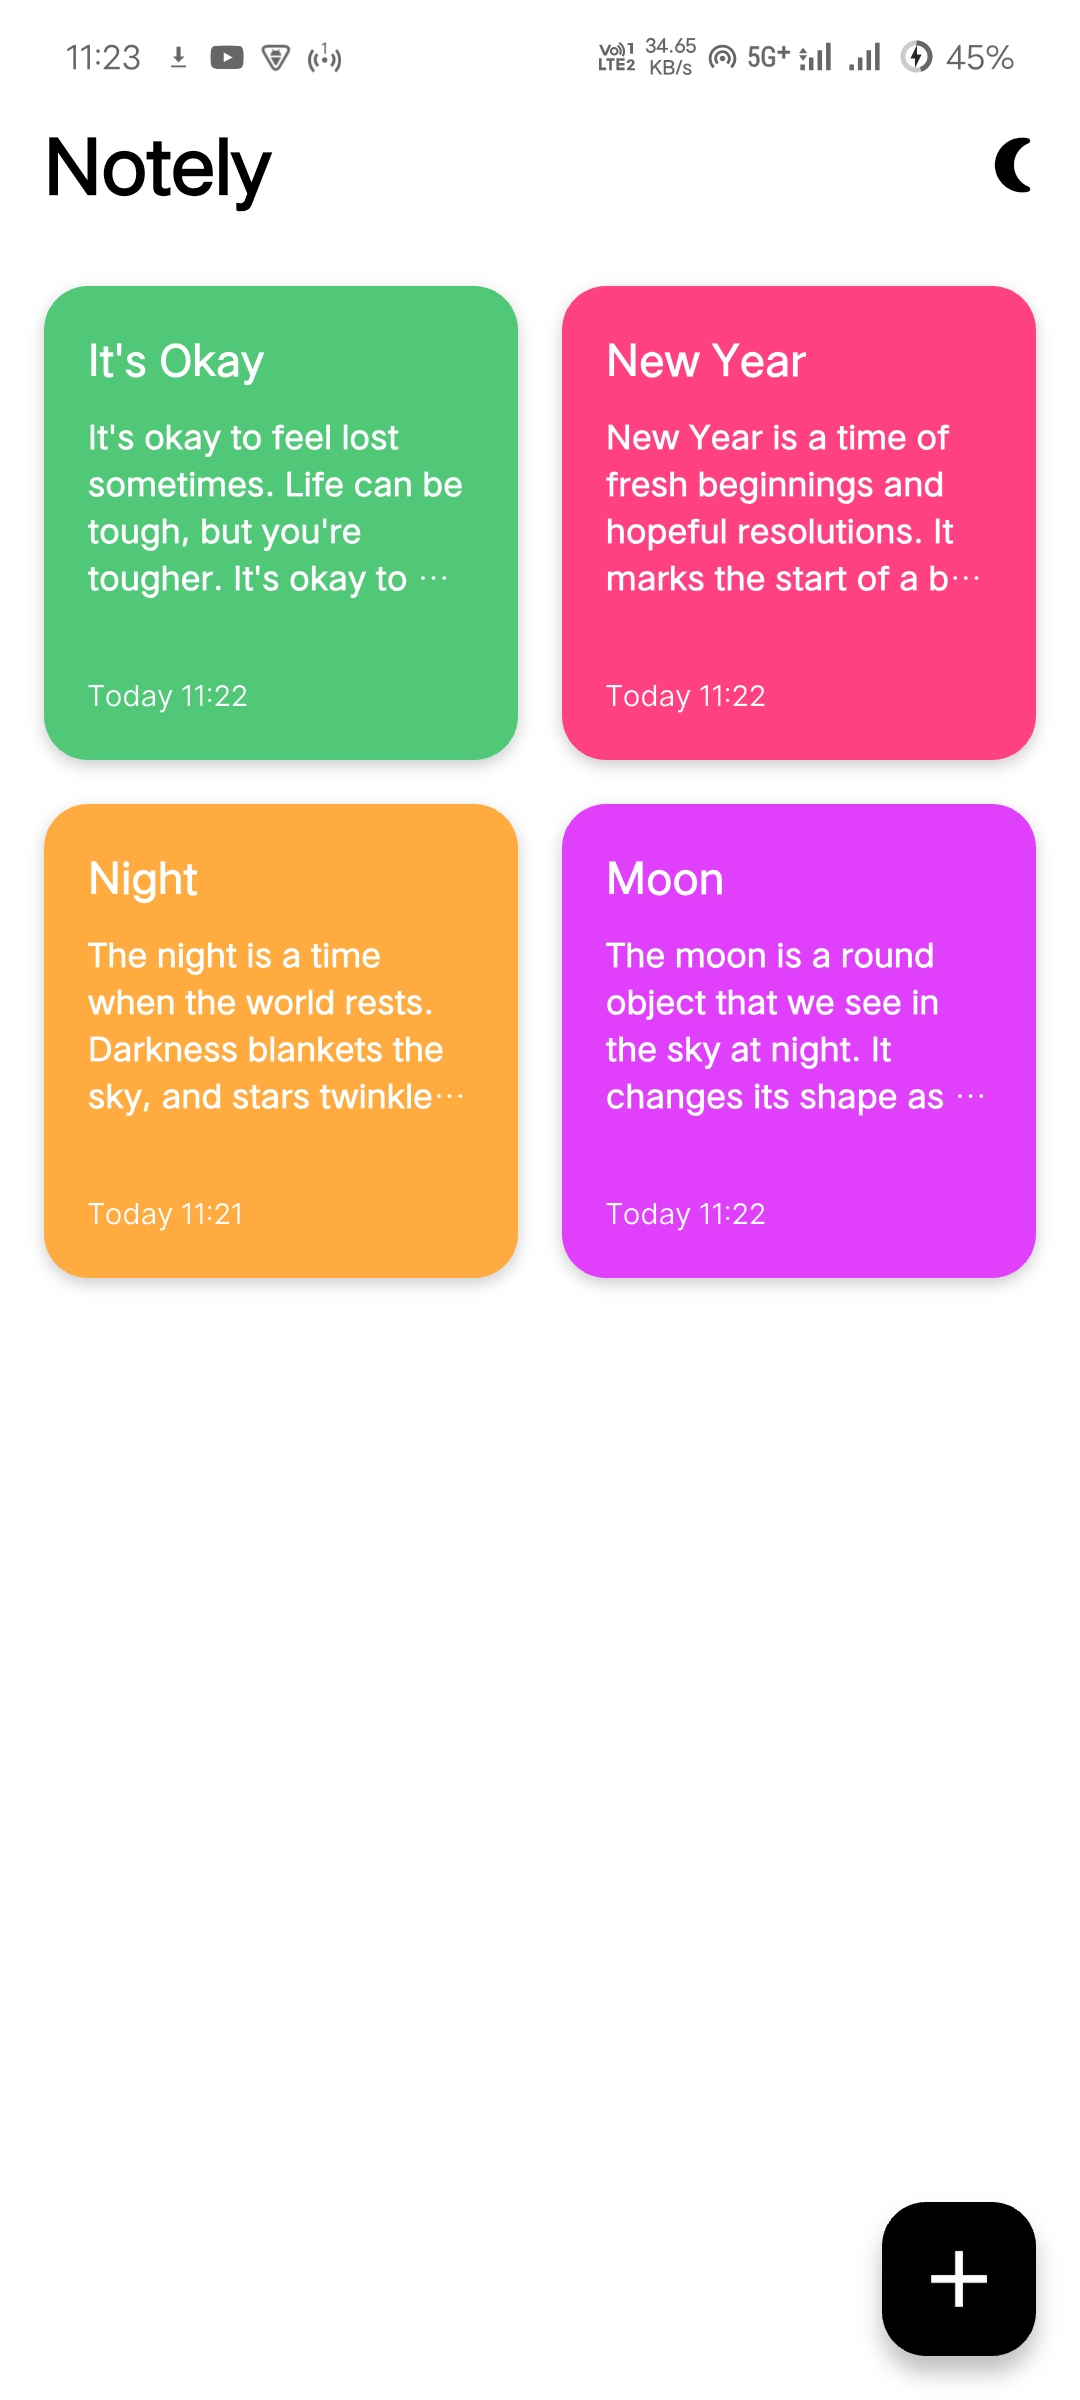 11:23
1
Vo)) 1
LTE2
34.65
KB/s
5G+
45%
Notely
It's Okay
It's okay to feel lost
sometimes. Life can be
tough, but you're
tougher. It's okay to ...
Today 11:22
New Year
New Year is a time of
fresh beginnings and
hopeful resolutions. It
marks the start of a b...
Today 11:22
Night
The night is a time
when the world rests.
Darkness blankets the
sky, and stars twinkle...
Today 11:21
Moon
The moon is a round
object that we see in
the sky at night. It
changes its shape as ...
Today 11:22